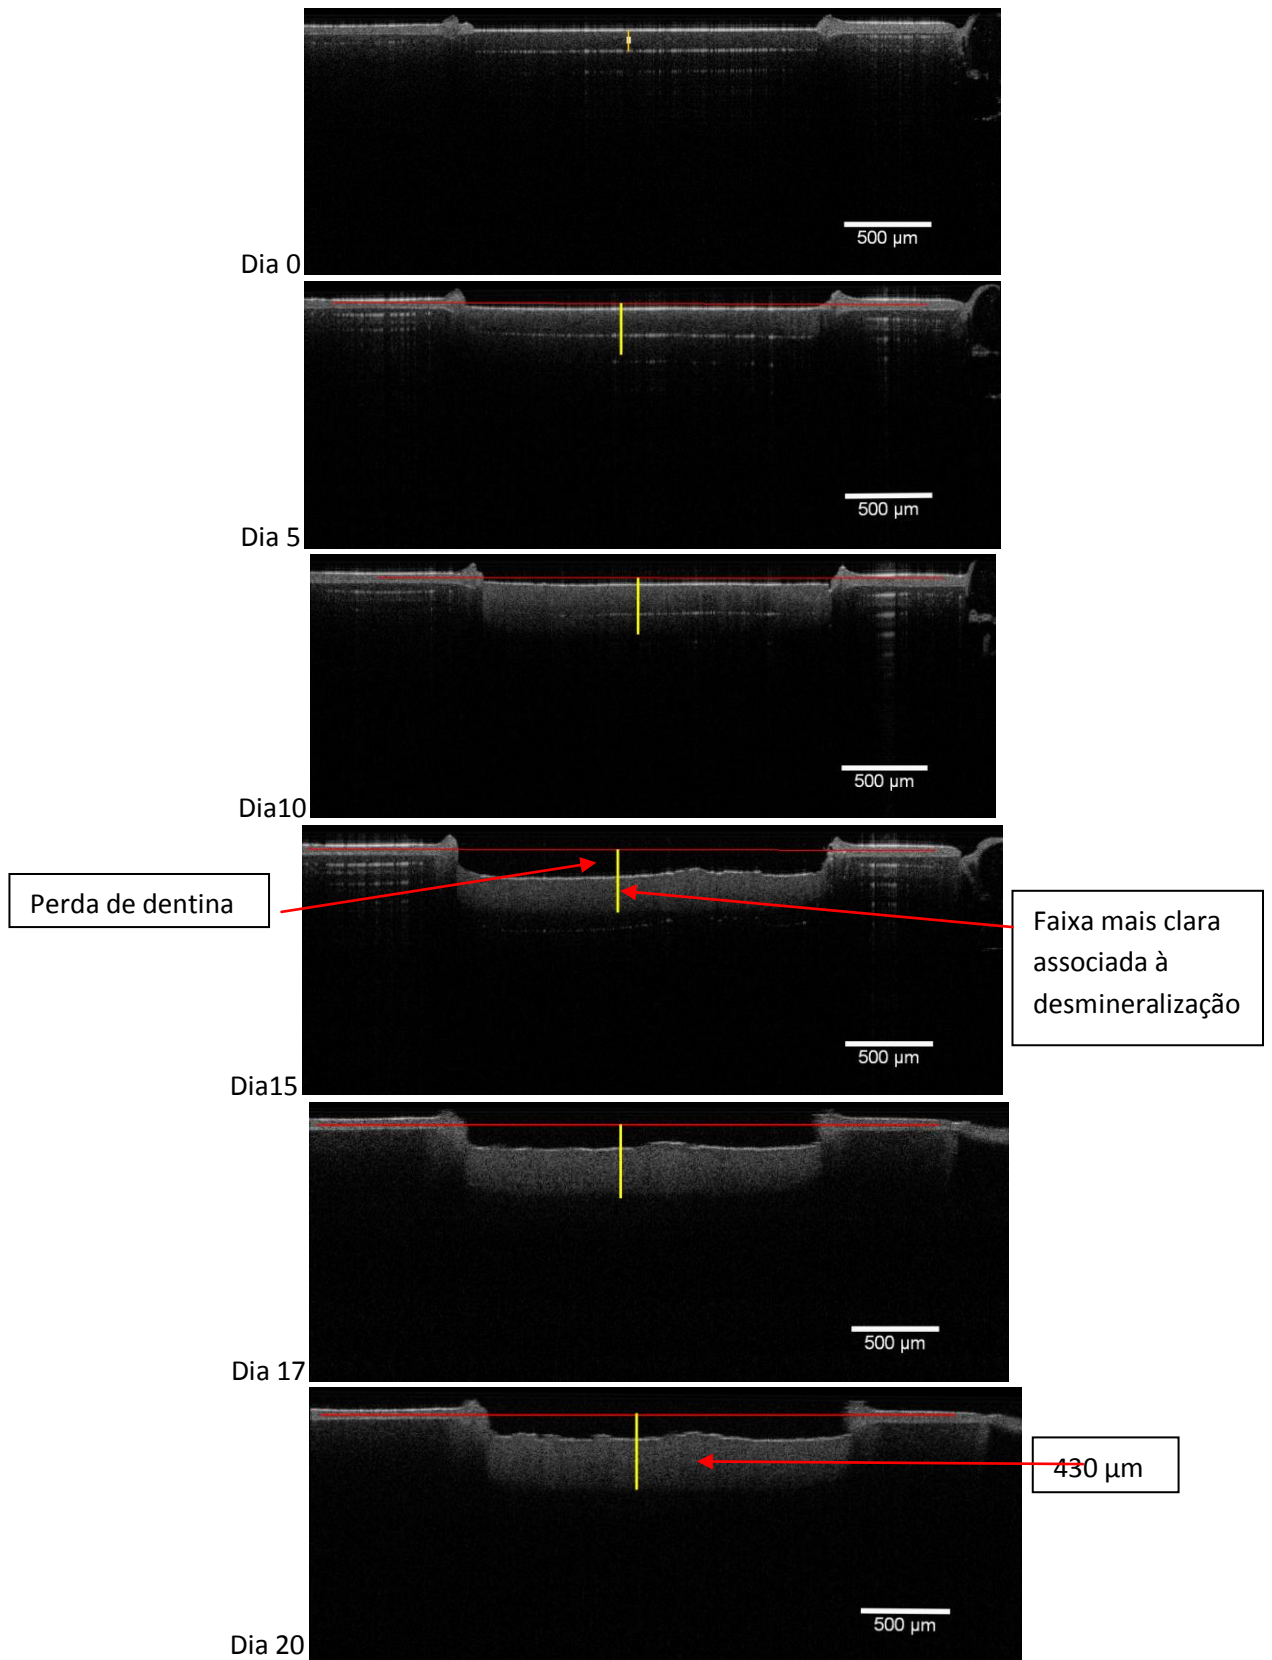 500 µm
Dia 0
500 µm
Dia 5
500 µm
Dia10
Perda de dentina
Faixa mais clara
associada à
desmineralização
500 µm
Dia15
500 µm
Dia 17
430 µm
500 µm
Dia 20